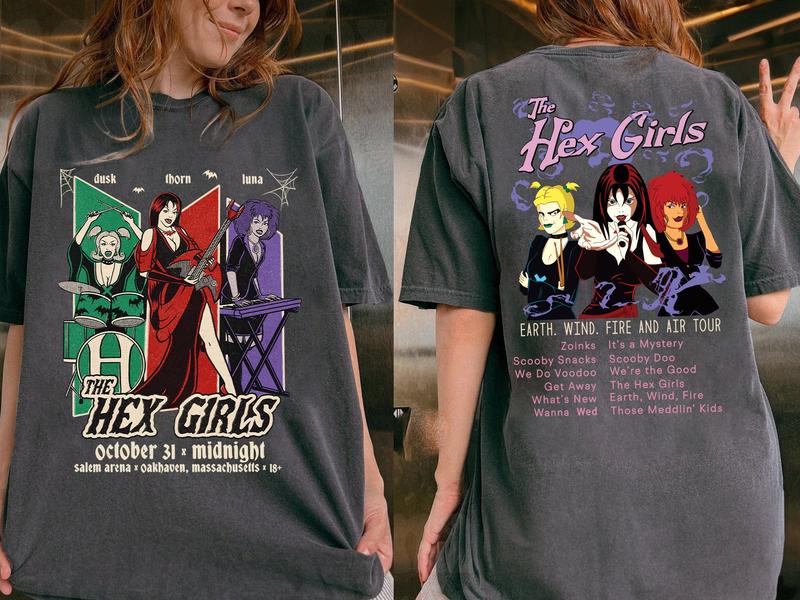 dusk thorn luna
H
THE
HEX GIRLS
october 31 x midnight
salem arena x oakhaven, massachusetts x 18+
The
Hex Girls
EARTH. WIND. FIRE AND AIR TOUR
Zoinks It's a Mystery
Scooby Snacks Scooby Doo
We Do Voodoo We're the Good
Get Away The Hex Girls
What's New Earth, Wind, Fire
Wanna Wed Those Meddlin' Kids